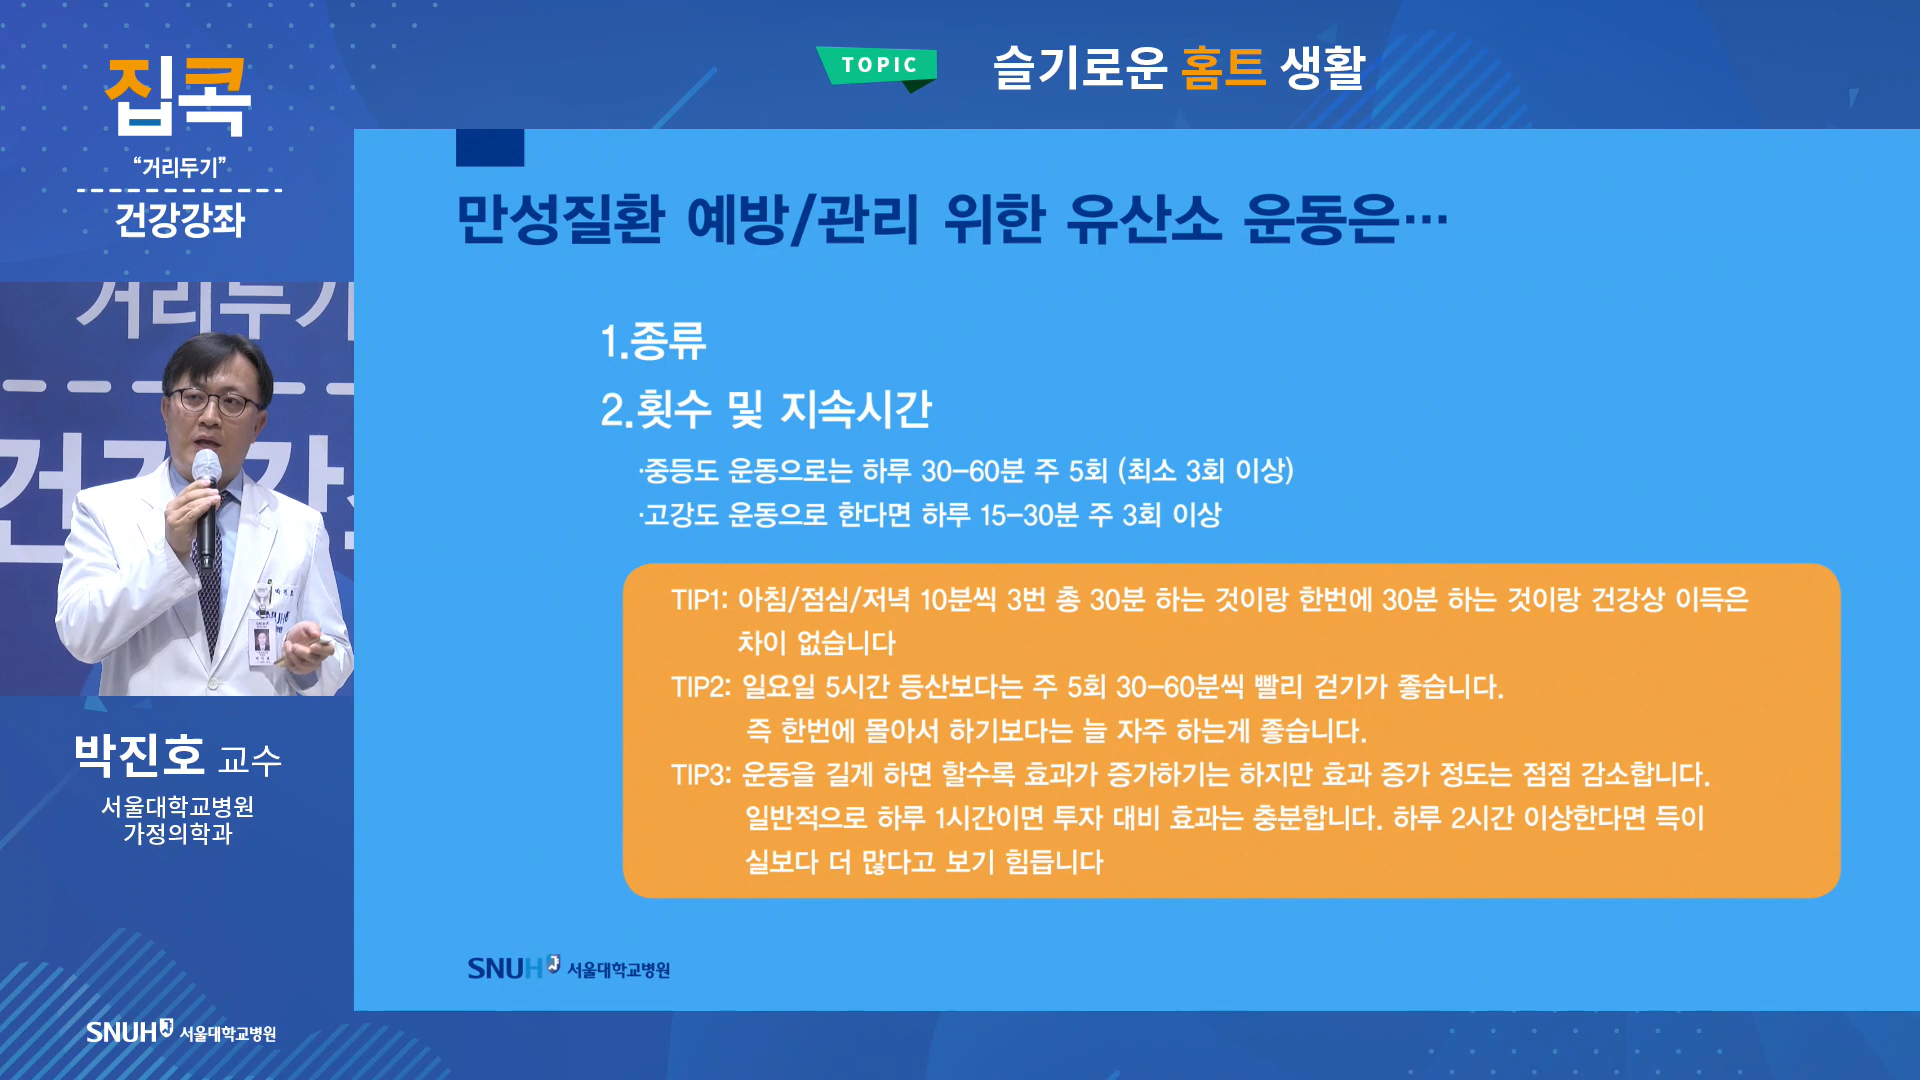 집콕
“거리두기”
건강강좌
TOPIC
슬기로운 홈트 생활
거리두기
건강강좌
박진호 교수
서울대학교병원
가정의학과
SNUH 서울대학교병원
만성질환 예방/관리 위한 유산소 운동은…
1.종류
2.횟수 및 지속시간
·중등도 운동으로는 하루 30-60분 주 5회 (최소 3회 이상)
·고강도 운동으로 한다면 하루 15-30분 주 3회 이상
TIP1: 아침/점심/저녁 10분씩 3번 총 30분 하는 것이랑 한번에 30분 하는 것이랑 건강상 이득은
차이 없습니다
TIP2: 일요일 5시간 등산보다는 주 5회 30-60분씩 빨리 걷기가 좋습니다.
즉 한번에 몰아서 하기보다는 늘 자주 하는게 좋습니다.
TIP3: 운동을 길게 하면 할수록 효과가 증가하기는 하지만 효과 증가 정도는 점점 감소합니다.
일반적으로 하루 1시간이면 투자 대비 효과는 충분합니다. 하루 2시간 이상한다면 득이
실보다 더 많다고 보기 힘듭니다
SNUH 서울대학교병원